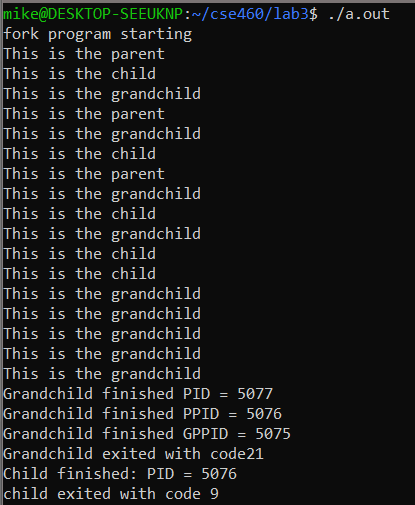 mike@DESKTOP-SEEUKNP:~/cse460/lab3$ ./a.out
fork program starting
This is the parent
This is the child
This is the grandchild
This is the parent
This is the grandchild
This is the child
This is the parent
This is the grandchild
This is the child
This is the grandchild
This is the child
This is the child
This is the grandchild
This is the grandchild
This is the grandchild
This is the grandchild
This is the grandchild
Grandchild finished PID = 5077
Grandchild finished PPID = 5076
Grandchild finished GPPID = 5075
Grandchild exited with code21
Child finished: PID = 5076
child exited with code 9